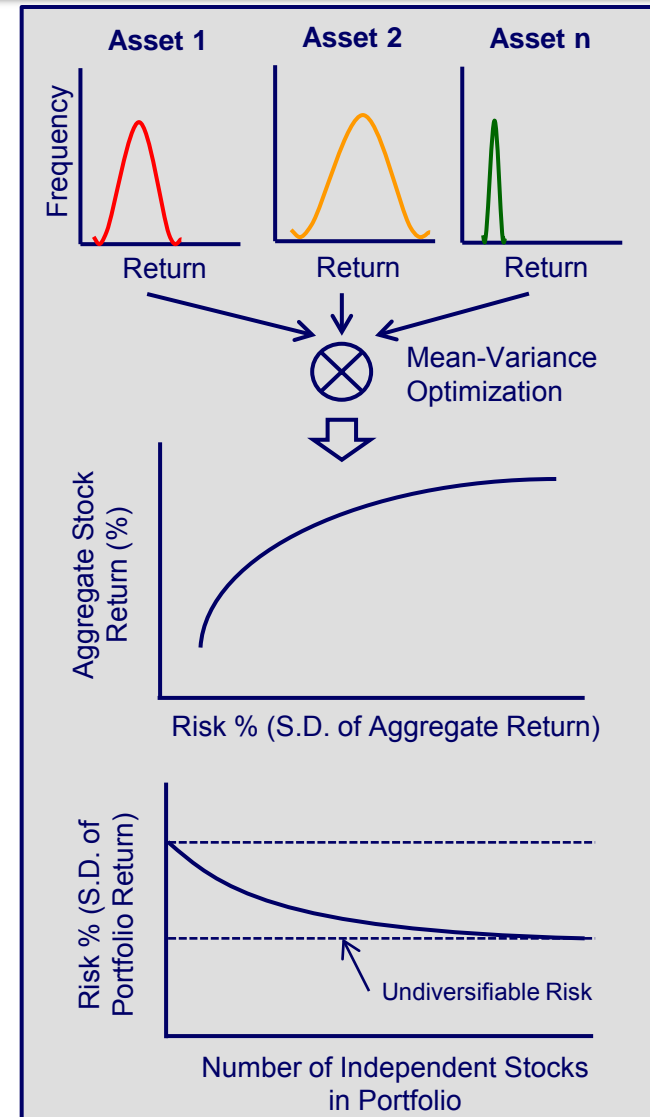 Asset 1
Asset 2
Asset n
Frequency
Return
Return
Return
Mean-Variance
Optimization
Aggregate Stock
Return (%)
Risk % (S.D. of Aggregate Return)
Risk % (S.D. of
Portfolio Return)
Undiversifiable Risk
Number of Independent Stocks
in Portfolio